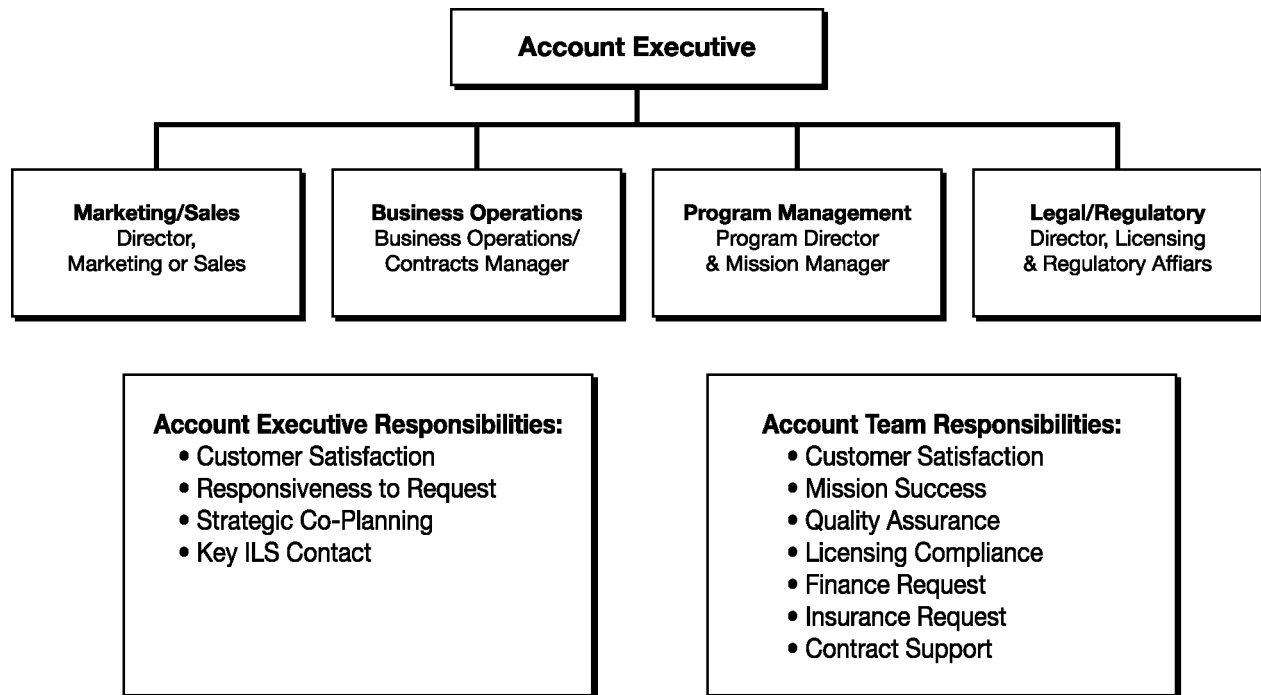 Account Executive
Marketing/Sales
Director,
Marketing or Sales
Business Operations
Business Operations/
Contracts Manager
Program Management
Program Director
& Mission Manager
Legal/Regulatory
Director, Licensing
& Regulatory Affiars
Account Executive Responsibilities:
• Customer Satisfaction
• Responsiveness to Request
• Strategic Co-Planning
• Key ILS Contact
Account Team Responsibilities:
• Customer Satisfaction
• Mission Success
• Quality Assurance
• Licensing Compliance
• Finance Request
• Insurance Request
• Contract Support